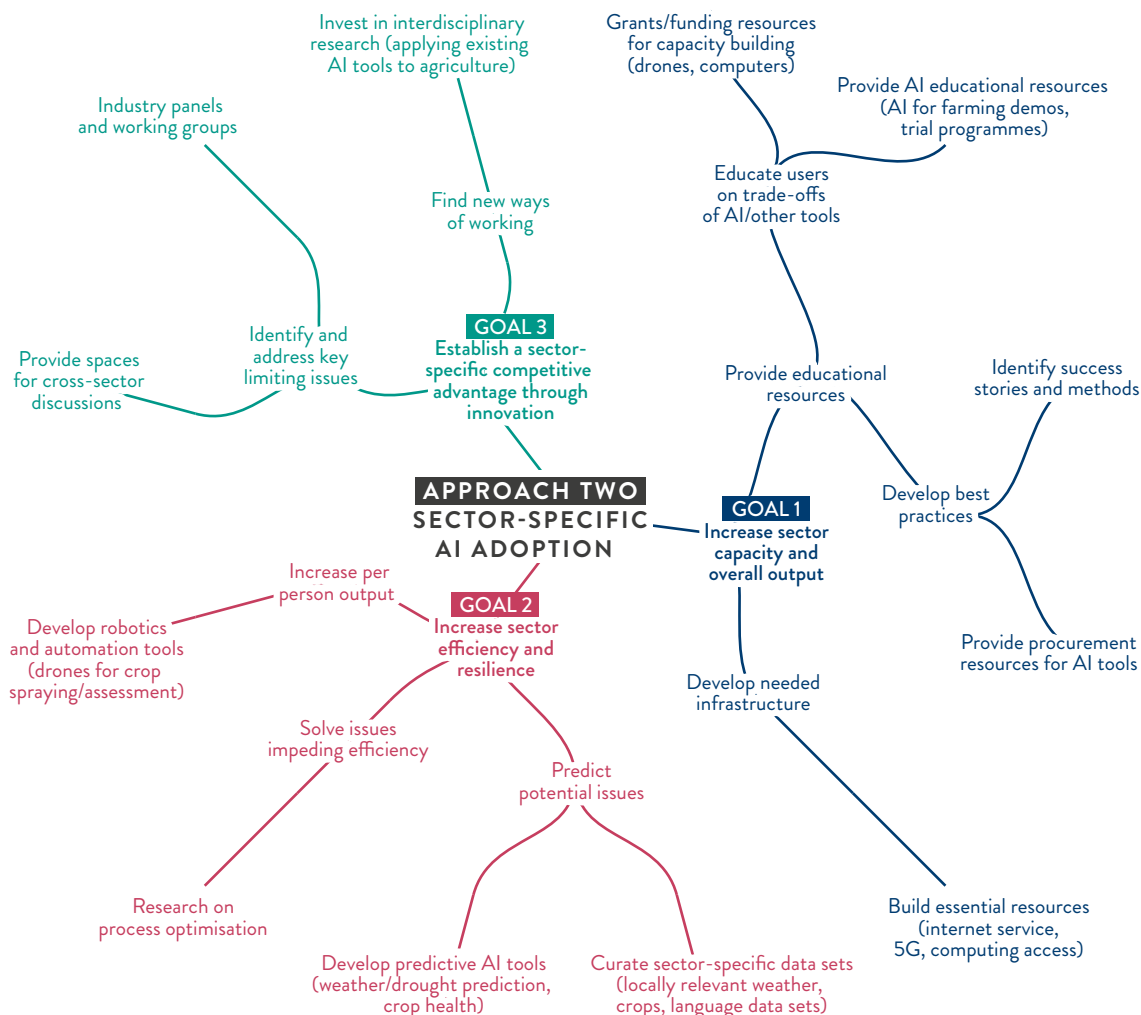 Invest in interdisciplinary
research (applying existing
AI tools to agriculture)
Industry panels
and working groups
Find new ways
of working
Provide spaces
for cross-sector
discussions
Identify and
address key
limiting issues
GOAL 3
Establish a sector-
specific competitive
advantage through
innovation
Grants/funding resources
for capacity building
(drones, computers)
Provide AI educational resources
(AI for farming demos,
trial programmes)
Educate users
on trade-offs
of AI/other tools
Provide educational
resources
Identify success
stories and methods
Develop best
practices
Provide procurement
resources for AI tools
APPROACH TWO
SECTOR-SPECIFIC
AI ADOPTION
GOAL 1
Increase sector
capacity and
overall output
Develop needed
infrastructure
Build essential resources
(internet service,
5G, computing access)
GOAL 2
Increase sector
efficiency and
resilience
Increase per
person output
Develop robotics
and automation tools
(drones for crop
spraying/assessment)
Solve issues
impeding efficiency
Research on
process optimisation
Predict
potential issues
Develop predictive AI tools
(weather/drought prediction,
crop health)
Curate sector-specific data sets
(locally relevant weather,
crops, language data sets)